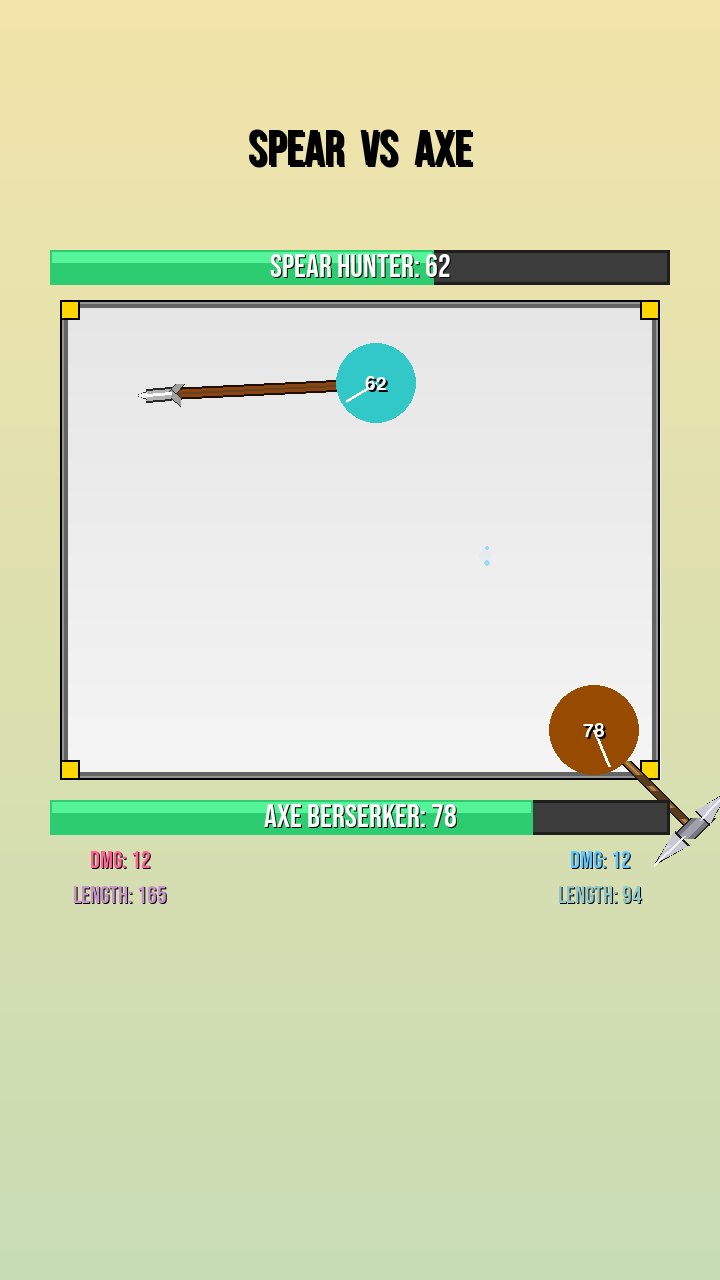 SPEAR VS AXE
SPEAR HUNTER: 62
62
78
AXE BERSERKER: 78
DMG: 12 DMG: 12
LENGTH: 165 LENGTH: 94